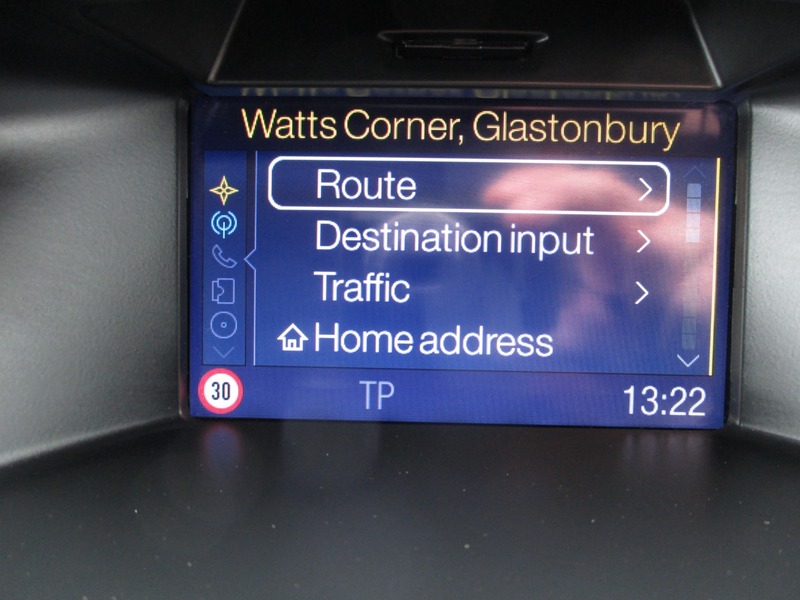 Watts Corner, Glastonbury
Route
Destination input
Traffic
Home address
30
TP
13:22